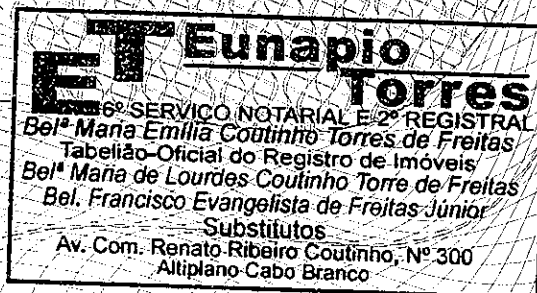 ET Eunapio
Torres
6º SERVIÇO NOTARIAL E 2º REGISTRAL
Belª Maria Emília Coutinho Torres de Freitas
Tabelião-Oficial do Registro de Imóveis
Belª Maria de Lourdes Coutinho Torre de Freitas
Bel. Francisco Evangelista de Freitas Júnior
Substitutos
Av. Com. Renato Ribeiro Coutinho, Nº 300
Altiplano Cabo Branco